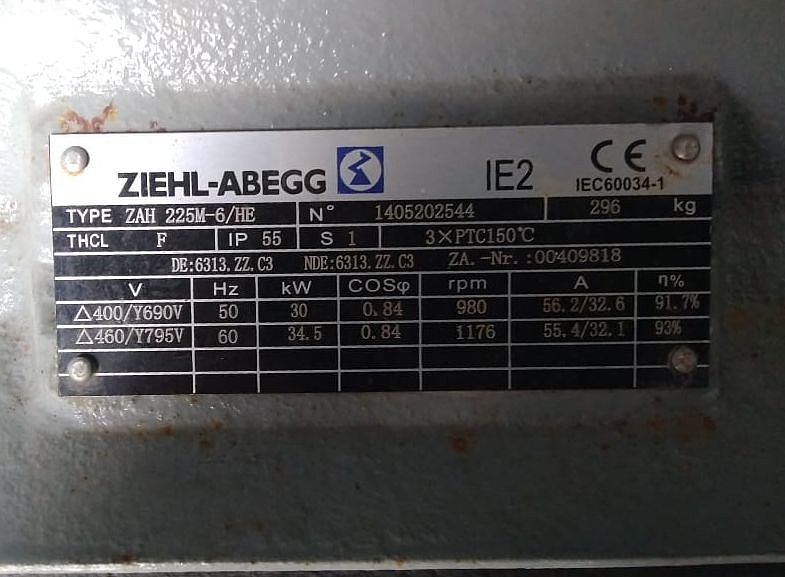 ZIEHL-ABEGG IE2 CE
IEC60034-1
TYPE ZAH 225M-6/HE N° 1405202544 296 kg
THCL F IP 55 S 1 3×PTC150℃
DE:6313.ZZ.C3 NDE:6313.ZZ.C3 ZA.-Nr.:00409818
V Hz kW COSφ rpm A η%
△400/Y690V 50 30 0.84 980 56.2/32.6 91.7%
△460/Y795V 60 34.5 0.84 1176 55.4/32.1 93%